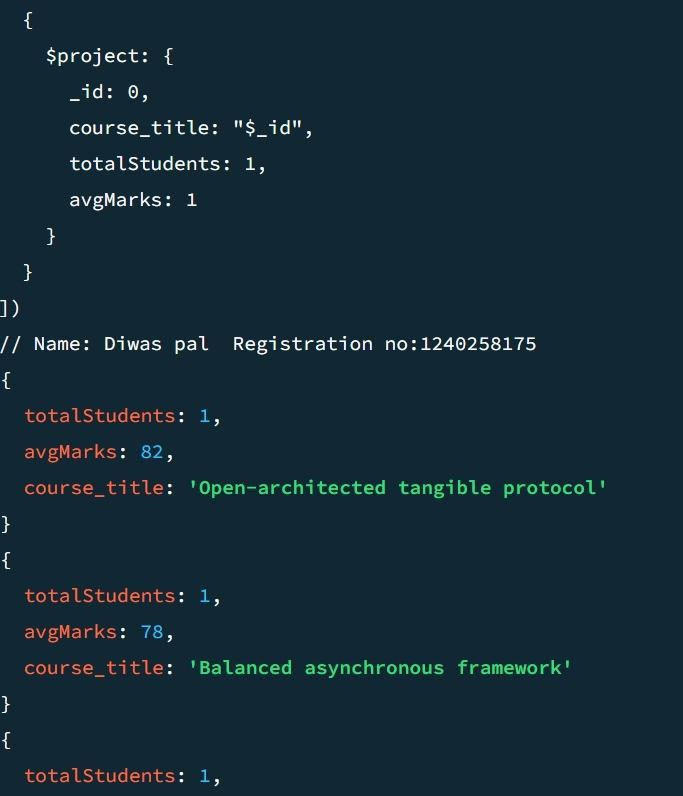 {
$project: {
_id: 0,
course_title: "$_id",
totalStudents: 1,
avgMarks: 1
}
}
])
// Name: Diwas pal  Registration no:1240258175
{
totalStudents: 1,
avgMarks: 82,
course_title: 'Open-architected tangible protocol'
}
{
totalStudents: 1,
avgMarks: 78,
course_title: 'Balanced asynchronous framework'
}
{
totalStudents: 1,